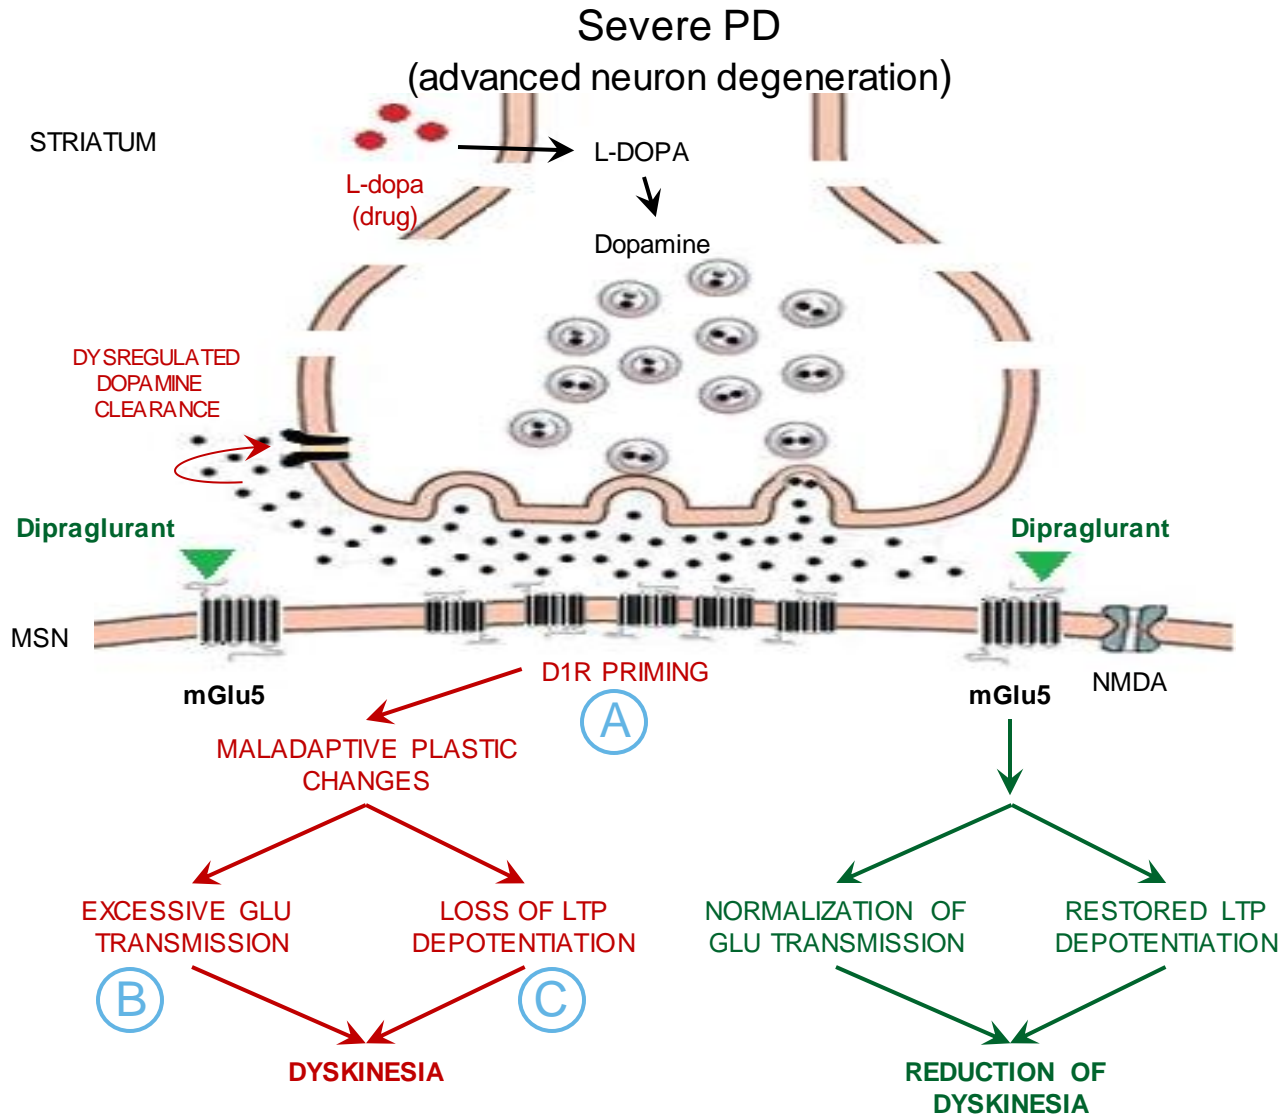 Severe PD
(advanced neuron degeneration)
STRIATUM
L-DOPA
L-dopa
(drug)
Dopamine
DYSREGULATED
DOPAMINE
CLEARANCE
Dipraglurant
Dipraglurant
MSN
mGlu5
D1R PRIMING
A
mGlu5
NMDA
MALADAPTIVE PLASTIC
CHANGES
EXCESSIVE GLU
TRANSMISSION
B
LOSS OF LTP
DEPOTENTIATION
C
NORMALIZATION OF
GLU TRANSMISSION
RESTORED LTP
DEPOTENTIATION
DYSKINESIA
REDUCTION OF
DYSKINESIA